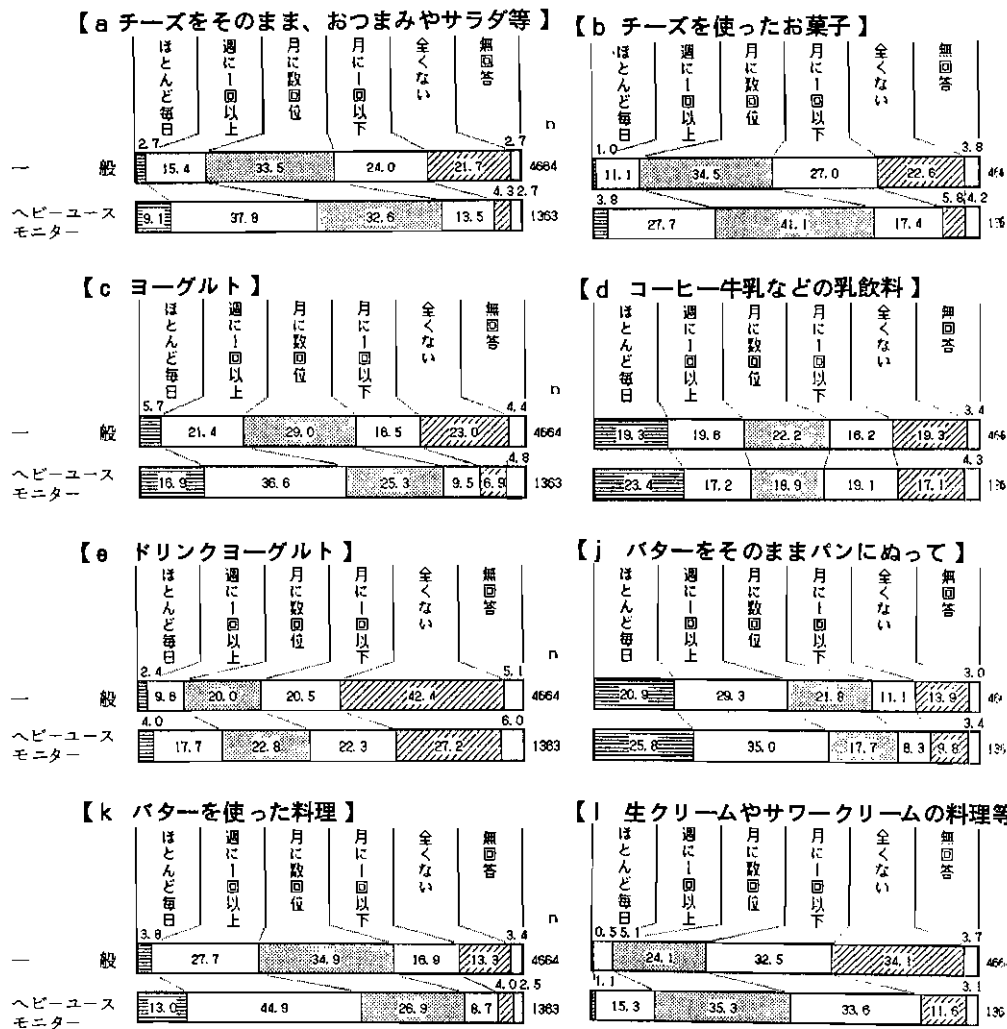 【a チーズをそのまま、おつまみやサラダ等】
ほとんど毎日
週に1回以上
月に数回位
月に1回以下
全くない
無回答
n
2.7 2.7
一般 15.4 33.5 24.0 21.7 4664
4.3 2.7
ヘビーユース 9.1 37.8 32.6 13.5 1363
モニター
【b チーズを使ったお菓子】
ほとんど毎日
週に1回以上
月に数回位
月に1回以下
全くない
無回答
1.0 3.8
11.1 34.5 27.0 22.6
3.8 5.8 4.2
27.7 41.1 17.4
【c ヨーグルト】
ほとんど毎日
週に1回以上
月に数回位
月に1回以下
全くない
無回答
n
5.7 4.4
一般 21.4 29.0 16.5 23.0 4664
4.8
ヘビーユース 16.9 36.6 25.3 9.5 6.9 1363
モニター
【d コーヒー牛乳などの乳飲料】
ほとんど毎日
週に1回以上
月に数回位
月に1回以下
全くない
無回答
3.4
19.3 19.6 22.2 16.2 19.3
4.3
23.4 17.2 18.9 19.1 17.1
【e ドリンクヨーグルト】
ほとんど毎日
週に1回以上
月に数回位
月に1回以下
全くない
無回答
n
2.4 5.1
一般 9.6 20.0 20.5 42.4 4664
4.0 6.0
ヘビーユース 17.7 22.8 22.3 27.2 1363
モニター
【j バターをそのままパンにぬって】
ほとんど毎日
週に1回以上
月に数回位
月に1回以下
全くない
無回答
3.0
20.9 29.3 21.8 11.1 13.9
3.4
25.8 35.0 17.7 8.3 9.8
【k バターを使った料理】
ほとんど毎日
週に1回以上
月に数回位
月に1回以下
全くない
無回答
n
3.8 3.4
一般 27.7 34.9 16.9 13.3 4664
4.0 2.5
ヘビーユース 13.0 44.9 26.9 8.7 1363
モニター
【l 生クリームやサワークリームの料理等
ほとんど毎日
週に1回以上
月に数回位
月に1回以下
全くない
無回答
0.5 5.1 3.7
24.1 32.5 34.1
1.1 3.1
15.3 35.3 33.6 11.6